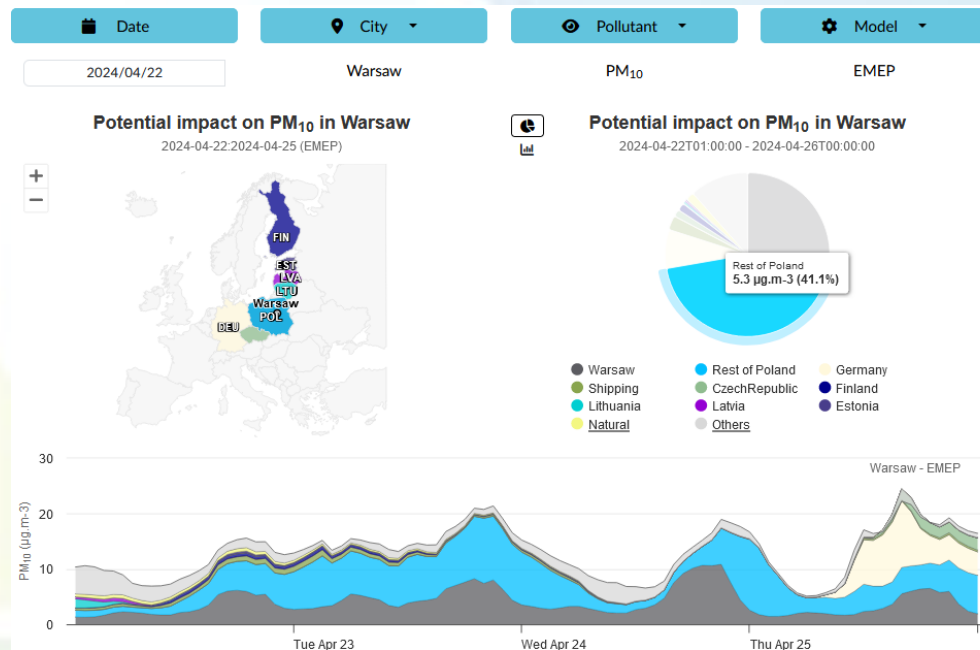 Date
City
Pollutant
Model
2024/04/22
Warsaw
PM10
EMEP
Potential impact on PM10 in Warsaw
2024-04-22:2024-04-25 (EMEP)
+
−
FIN
EST
LVA
LTU
Warsaw
POL
DEU
Potential impact on PM10 in Warsaw
2024-04-22T01:00:00 - 2024-04-26T00:00:00
Rest of Poland
5.3 µg.m-3 (41.1%)
Warsaw
Rest of Poland
Germany
Shipping
CzechRepublic
Finland
Lithuania
Latvia
Estonia
Natural
Others
Warsaw - EMEP
PM10 (µg.m-3)
30
20
10
0
Tue Apr 23
Wed Apr 24
Thu Apr 25